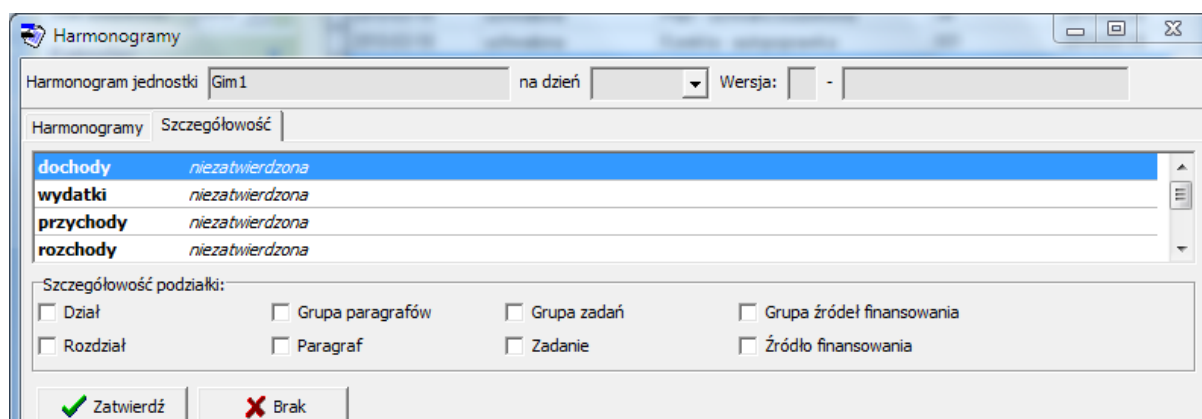 Harmonogramy
Harmonogram jednostki Gim1 na dzień Wersja: -
Harmonogramy Szczegółowość
dochody niezatwierdzona
wydatki niezatwierdzona
przychody niezatwierdzona
rozchody niezatwierdzona
Szczegółowość podziałki:
Dział Grupa paragrafów Grupa zadań Grupa źródeł finansowania
Rozdział Paragraf Zadanie Źródło finansowania
Zatwierdź Brak